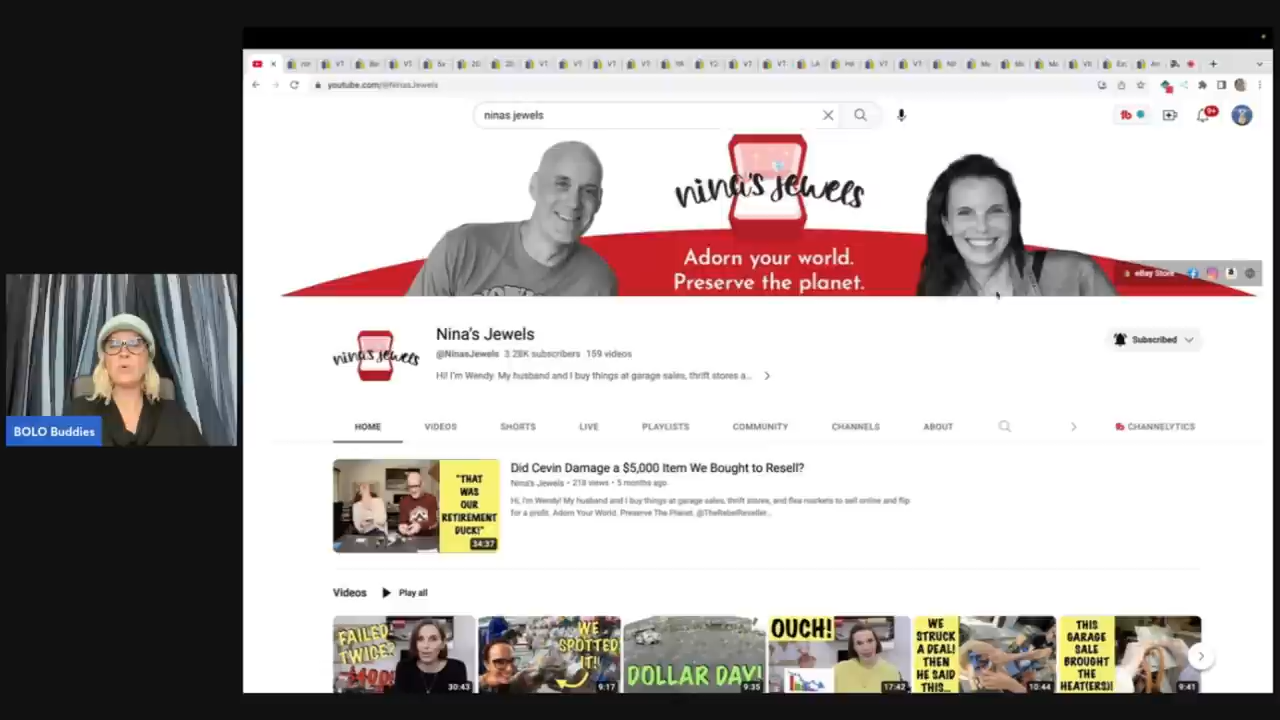 youtube.com/@NinasJewels
ninas jewels
9+
nina's jewels
Adorn your world.
Preserve the planet.
eBay Store
nina's jewels
Nina's Jewels
@NinasJewels 3.28K subscribers 159 videos
Subscribed
Hi! I'm Wendy. My husband and I buy things at garage sales, thrift stores a...
BOLO Buddies
HOME VIDEOS SHORTS LIVE PLAYLISTS COMMUNITY CHANNELS ABOUT CHANNELYTICS
"THAT
WAS
OUR
RETIREMENT
DUCK!"
34:37
Did Cevin Damage a $5,000 Item We Bought to Resell?
Nina's Jewels • 218 views • 5 months ago
Hi, I'm Wendy! My husband and I buy things at garage sales, thrift stores, and flea markets to sell online and flip
for a profit. Adorn Your World. Preserve The Planet. @TheRebelReseller...
Videos Play all
FAILED?
TWICE?
30:43
WE
SPOTTED
IT!
9:17
DOLLAR DAY!
9:35
OUCH!
17:42
WE
STRUCK
A DEAL!
THEN
HE SAID
THIS...
10:44
THIS
GARAGE
SALE
BROUGHT
THE
HEAT(ERS)!
9:41